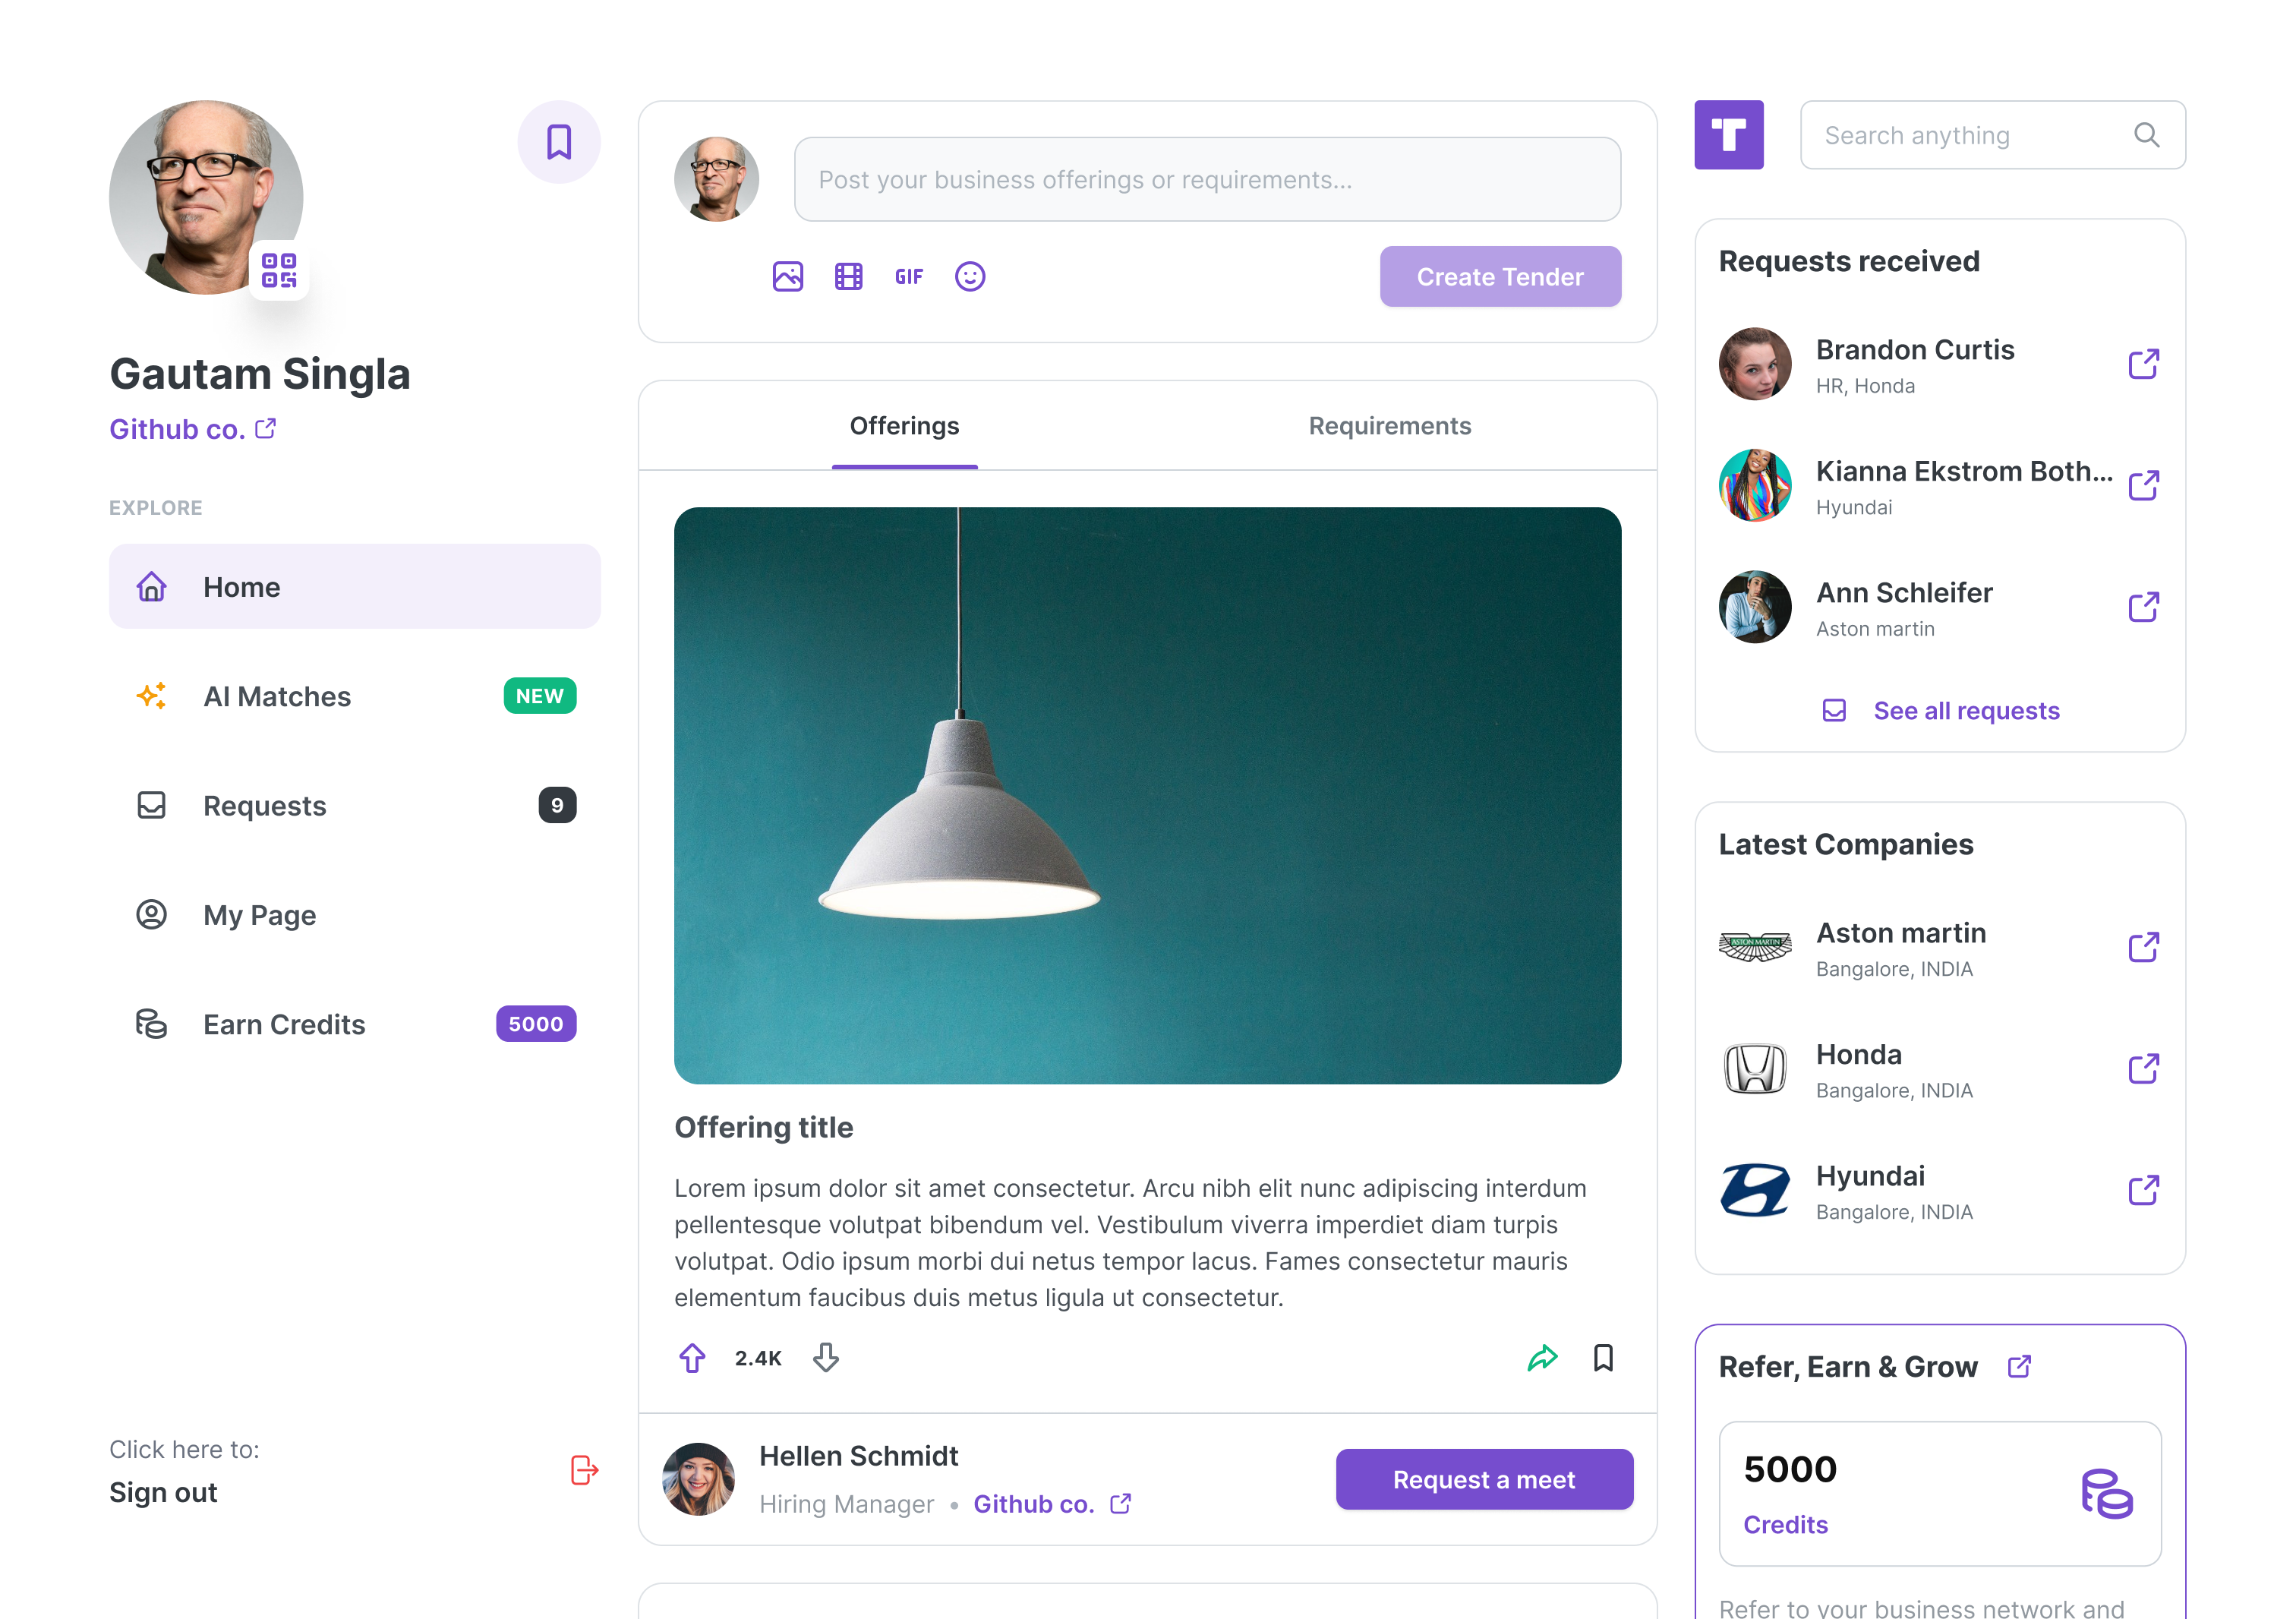 Gautam Singla
Github co.
EXPLORE
Home
AI Matches
NEW
Requests
9
My Page
Earn Credits
5000
Click here to:
Sign out
Post your business offerings or requirements...
GIF
Create Tender
Offerings
Requirements
Offering title
Lorem ipsum dolor sit amet consectetur. Arcu nibh elit nunc adipiscing interdum
pellentesque volutpat bibendum vel. Vestibulum viverra imperdiet diam turpis
volutpat. Odio ipsum morbi dui netus tempor lacus. Fames consectetur mauris
elementum faucibus duis metus ligula ut consectetur.
2.4K
Hellen Schmidt
Hiring Manager • Github co.
Request a meet
T
Search anything
Requests received
Brandon Curtis
HR, Honda
Kianna Ekstrom Both...
Hyundai
Ann Schleifer
Aston martin
See all requests
Latest Companies
ASTON MARTIN
Aston martin
Bangalore, INDIA
Honda
Bangalore, INDIA
Hyundai
Bangalore, INDIA
Refer, Earn & Grow
5000
Credits
Refer to your business network and